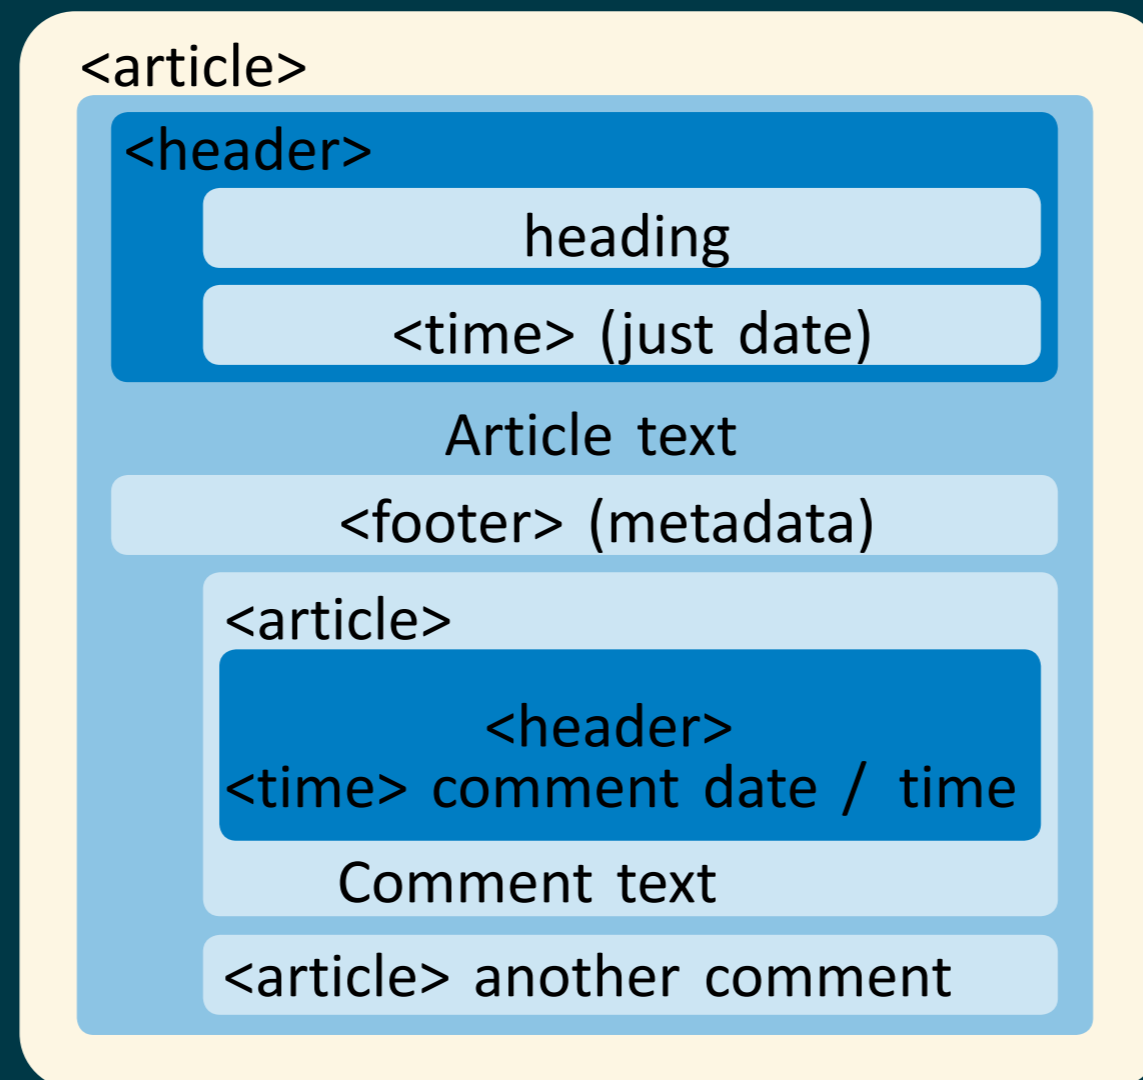 <article>
<header>
heading
<time> (just date)
Article text
<footer> (metadata)
<article>
<header>
<time> comment date / time
Comment text
<article> another comment